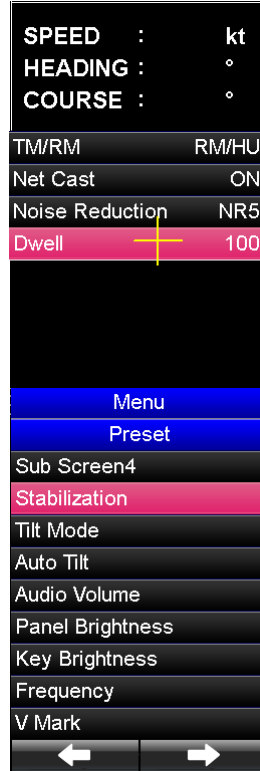 SPEED : kt
HEADING : °
COURSE : °
TM/RM RM/HU
Net Cast ON
Noise Reduction NR5
Dwell 100
Menu
Preset
Sub Screen4
Stabilization
Tilt Mode
Auto Tilt
Audio Volume
Panel Brightness
Key Brightness
Frequency
V Mark